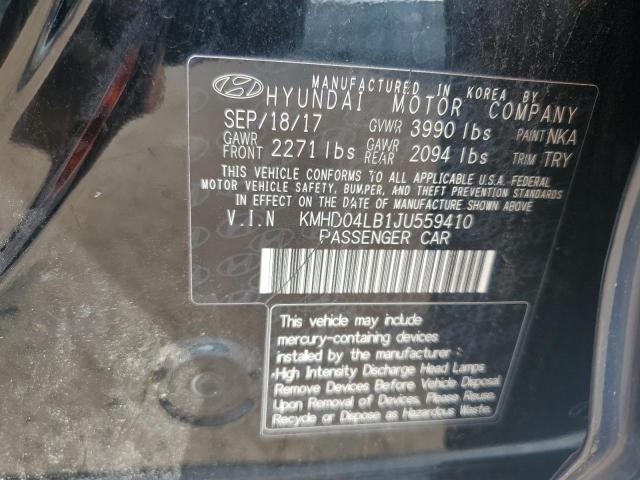 MANUFACTURED IN KOREA BY
HYUNDAI MOTOR COMPANY
SEP/18/17 GVWR 3990 lbs PAINT NKA
GAWR FRONT 2271 lbs GAWR REAR 2094 lbs TRIM TRY
THIS VEHICLE CONFORMS TO ALL APPLICABLE U.S.A. FEDERAL
MOTOR VEHICLE SAFETY, BUMPER, AND THEFT PREVENTION STANDARDS
IN EFFECT ON THE DATE OF MANUFACTURE SHOWN ABOVE.
V.I.N KMHD04LB1JU559410
PASSENGER CAR
This vehicle may include
mercury-containing devices
installed by the manufacturer :
High Intensity Discharge Head Lamps
Remove Devices Before Vehicle Disposal
Upon Removal of Devices, Please Reuse,
Recycle or Dispose as Hazardous Waste.